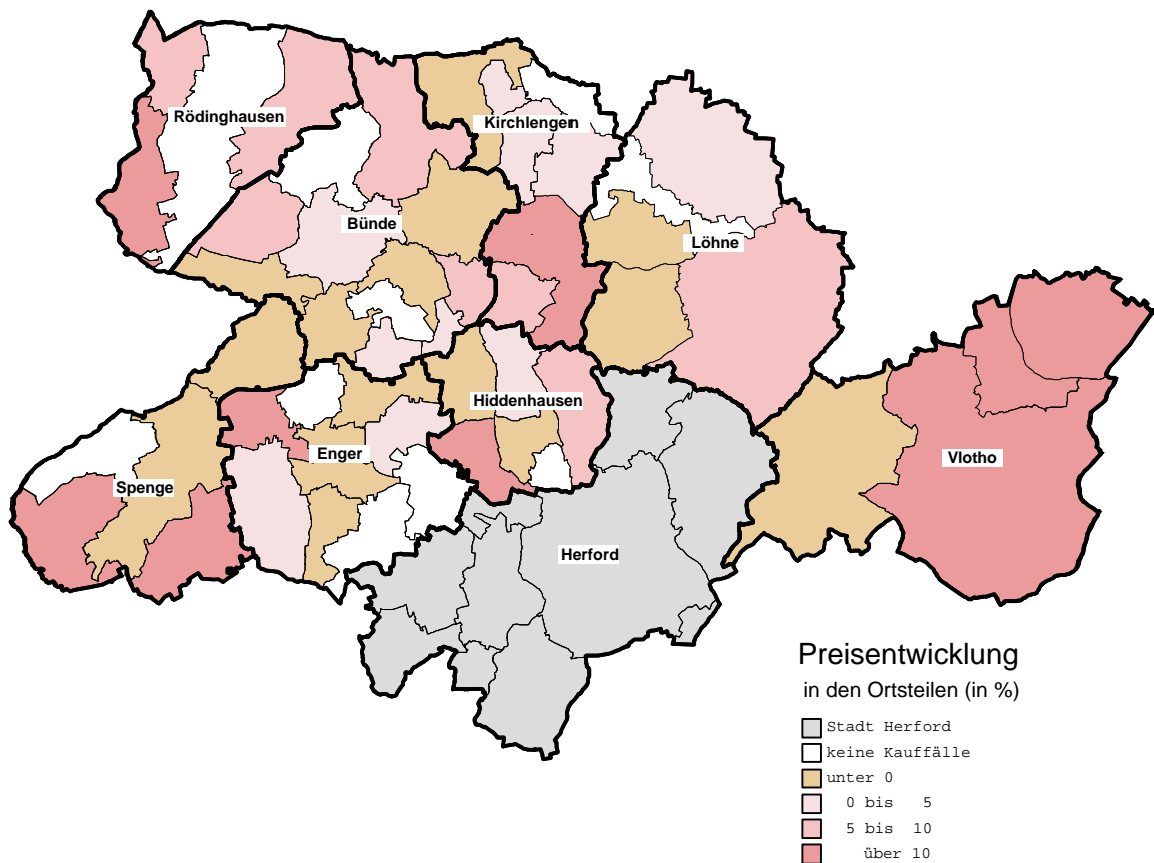 Rödinghausen
Kirchlengern
Bünde
Löhne
Hiddenhausen
Enger
Vlotho
Spenge
Herford
Preisentwicklung
in den Ortsteilen (in %)
Stadt Herford
keine Kauffälle
unter 0
0 bis 5
5 bis 10
über 10